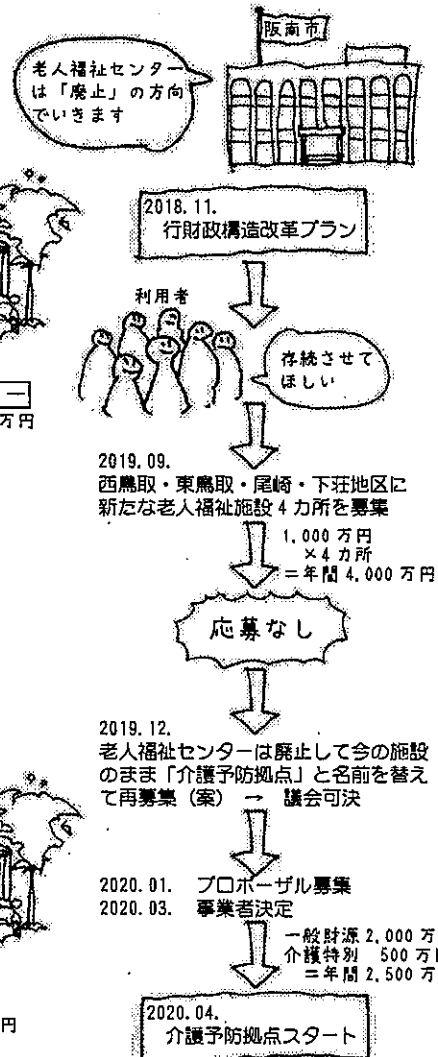 阪南市
老人福祉センター
は「廃止」の方向
でいきます
2018.11.
行財政構造改革プラン
利用者
存続させて
ほしい
ー
万円
2019.09.
西鳥取・東鳥取・尾崎・下荘地区に
新たな老人福祉施設4カ所を募集
1,000万円
×4カ所
=年間4,000万円
応募なし
2019.12.
老人福祉センターは廃止して今の施設
のまま「介護予防拠点」と名前を替え
て再募集(案) → 議会可決
2020.01. プロポーザル募集
2020.03. 事業者決定
一般財源2,000万
介護特別 500万
=年間2,500万
円
2020.04.
介護予防拠点スタート